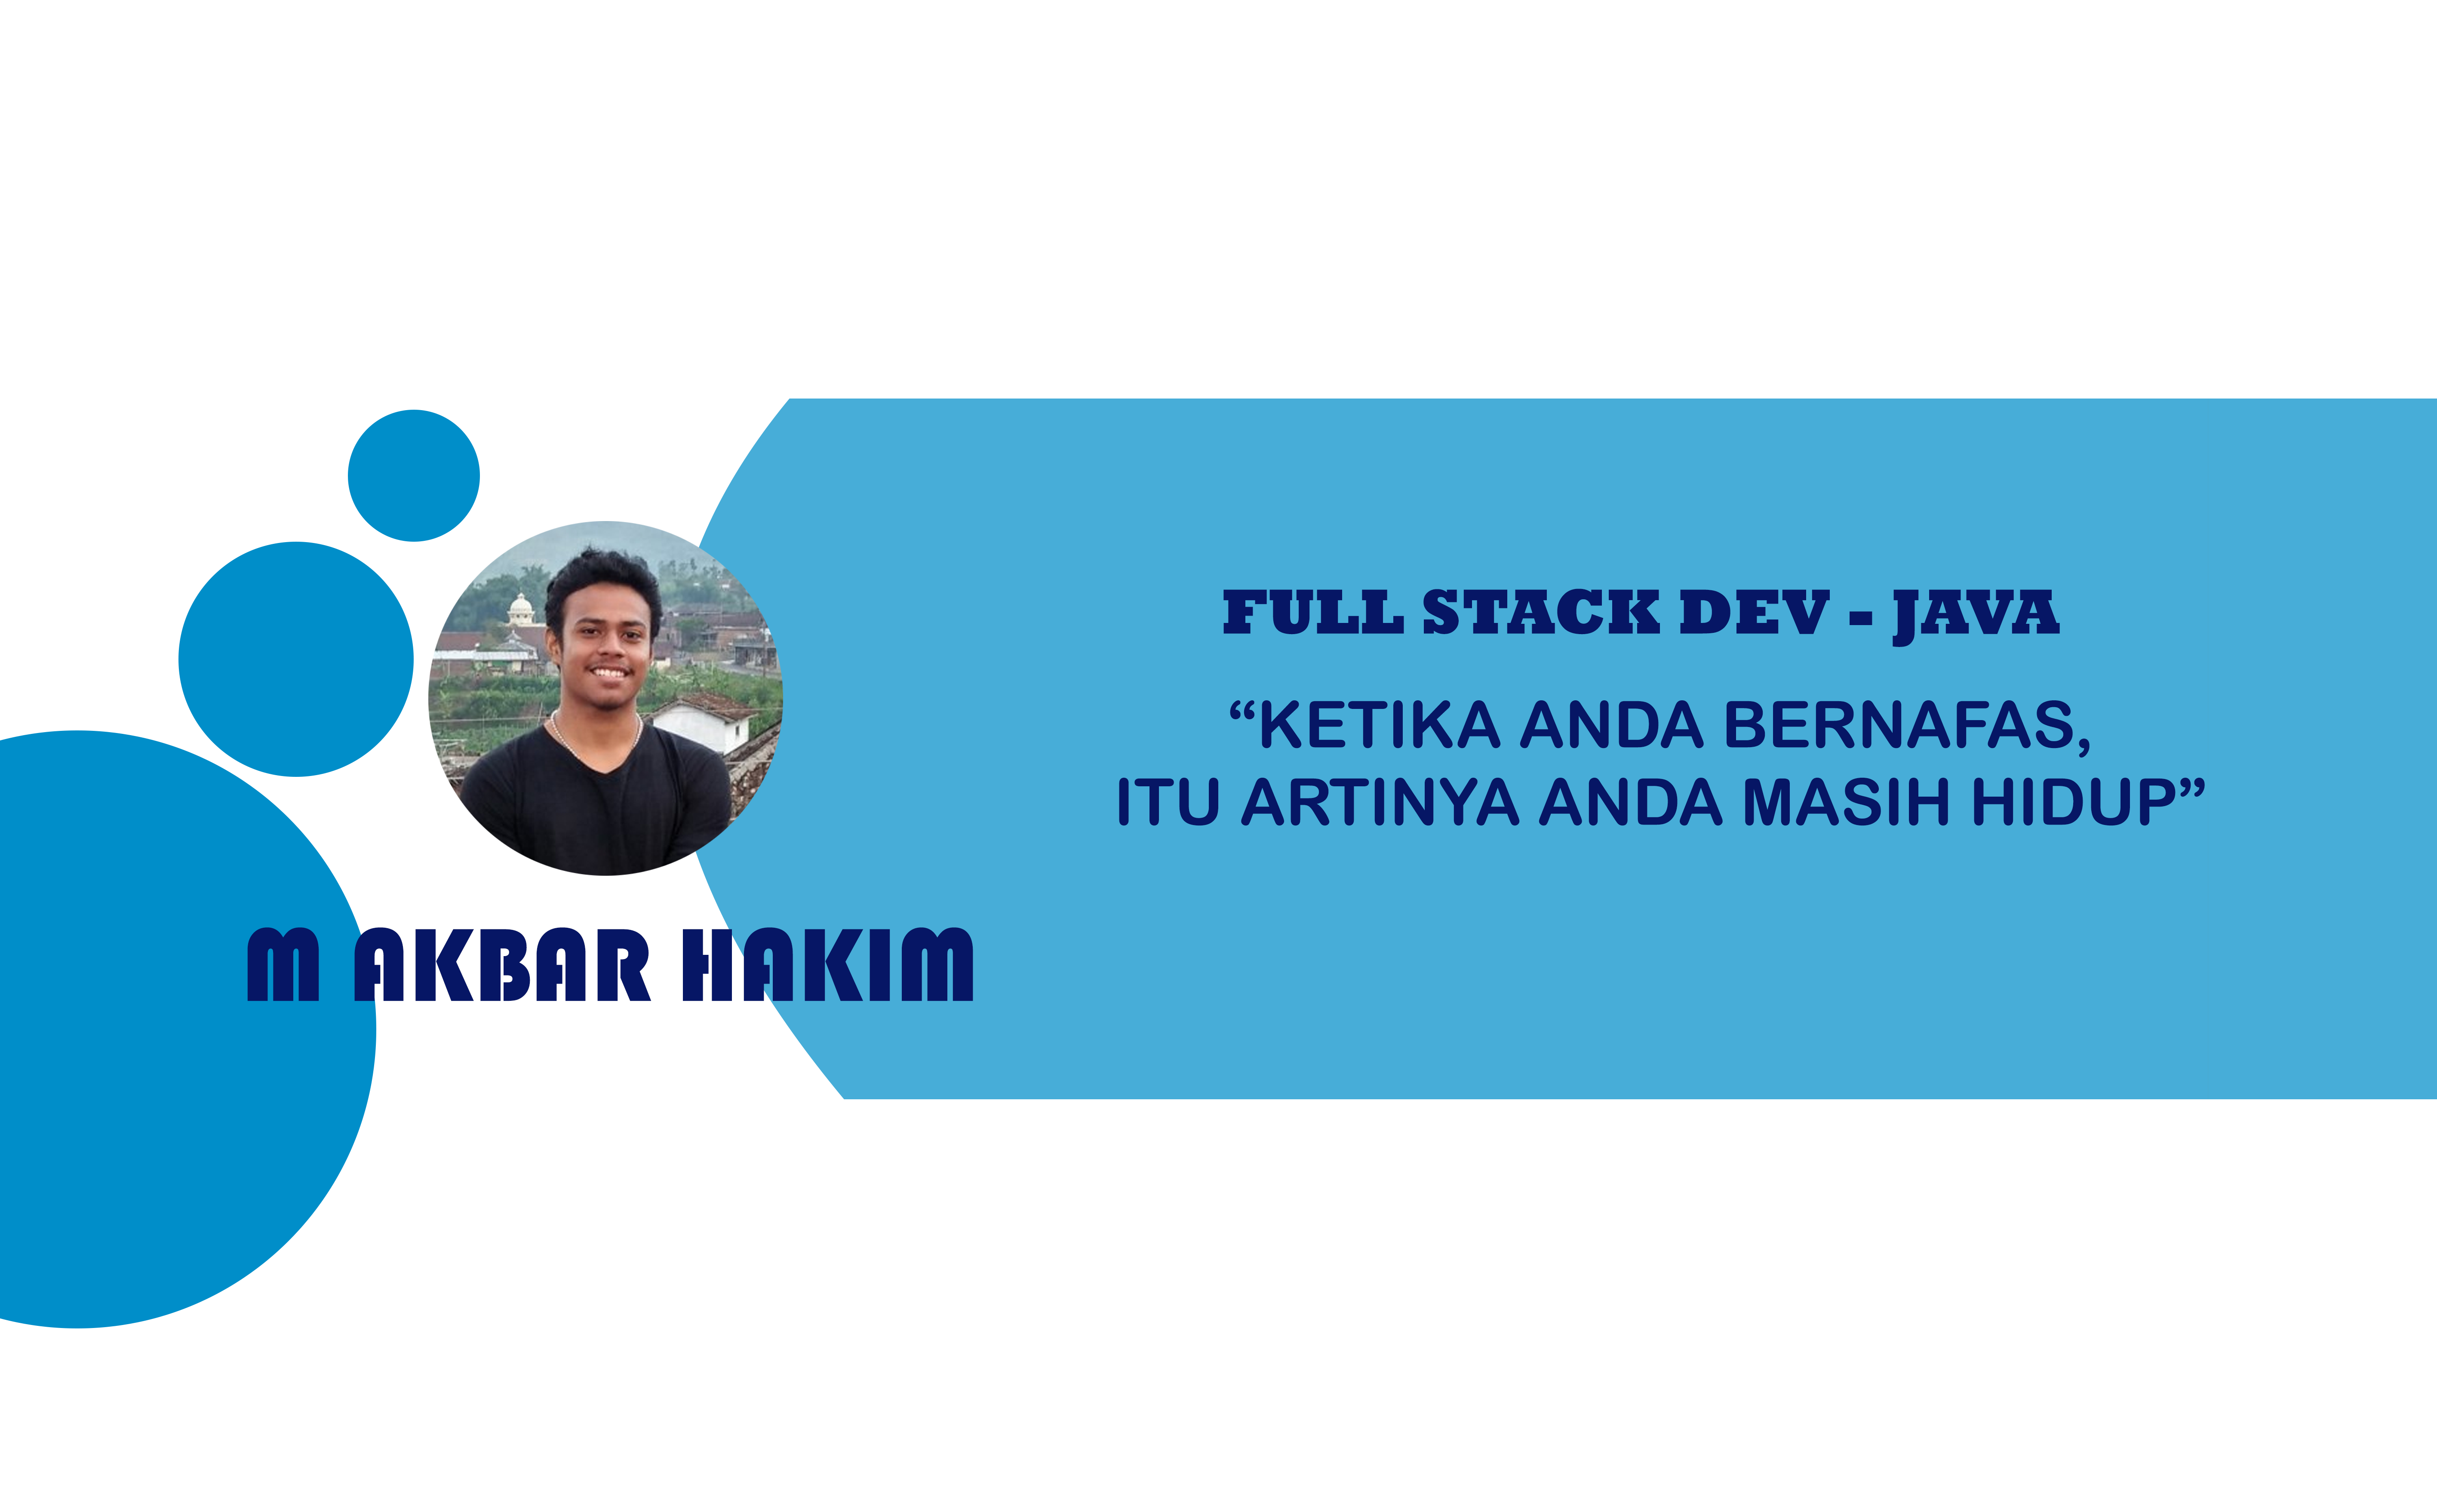 FULL STACK DEV - JAVA
“KETIKA ANDA BERNAFAS,
ITU ARTINYA ANDA MASIH HIDUP”
M AKBAR HAKIM